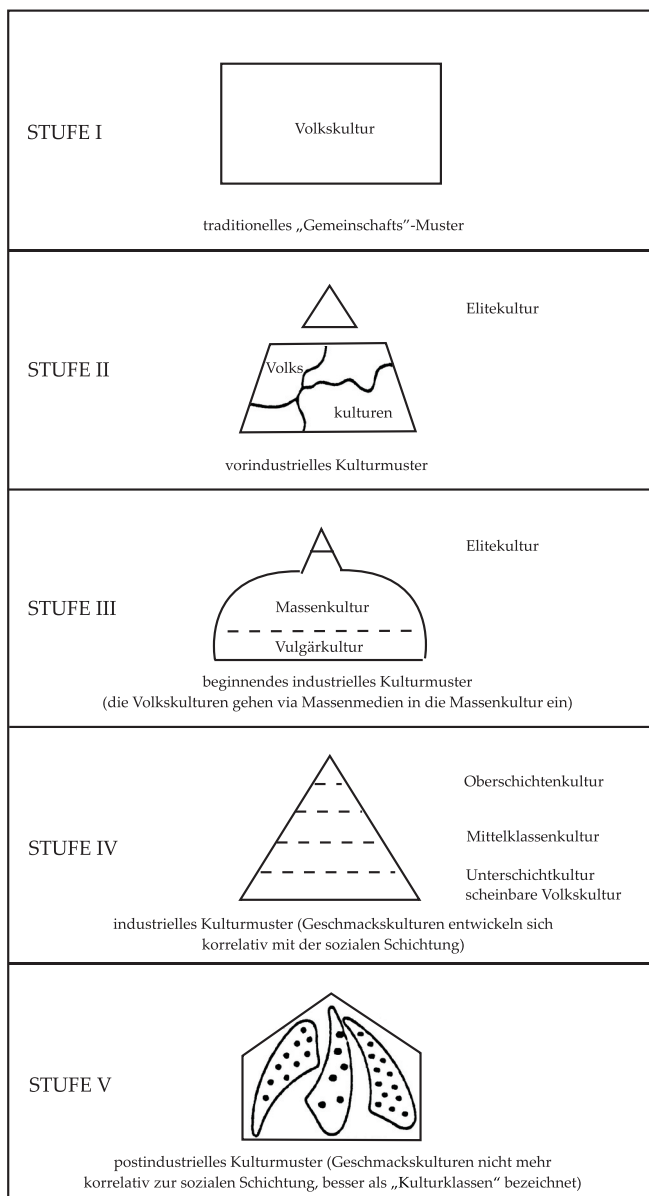 STUFE I
Volkskultur
traditionelles „Gemeinschafts”-Muster
Elitekultur
STUFE II
Volks
kulturen
vorindustrielles Kulturmuster
Elitekultur
STUFE III
Massenkultur
Vulgärkultur
beginnendes industrielles Kulturmuster
(die Volkskulturen gehen via Massenmedien in die Massenkultur ein)
Oberschichtenkultur
STUFE IV
Mittelklassenkultur
Unterschichtkultur
scheinbare Volkskultur
industrielles Kulturmuster (Geschmackskulturen entwickeln sich
korrelativ mit der sozialen Schichtung)
STUFE V
postindustrielles Kulturmuster (Geschmackskulturen nicht mehr
korrelativ zur sozialen Schichtung, besser als „Kulturklassen” bezeichnet)